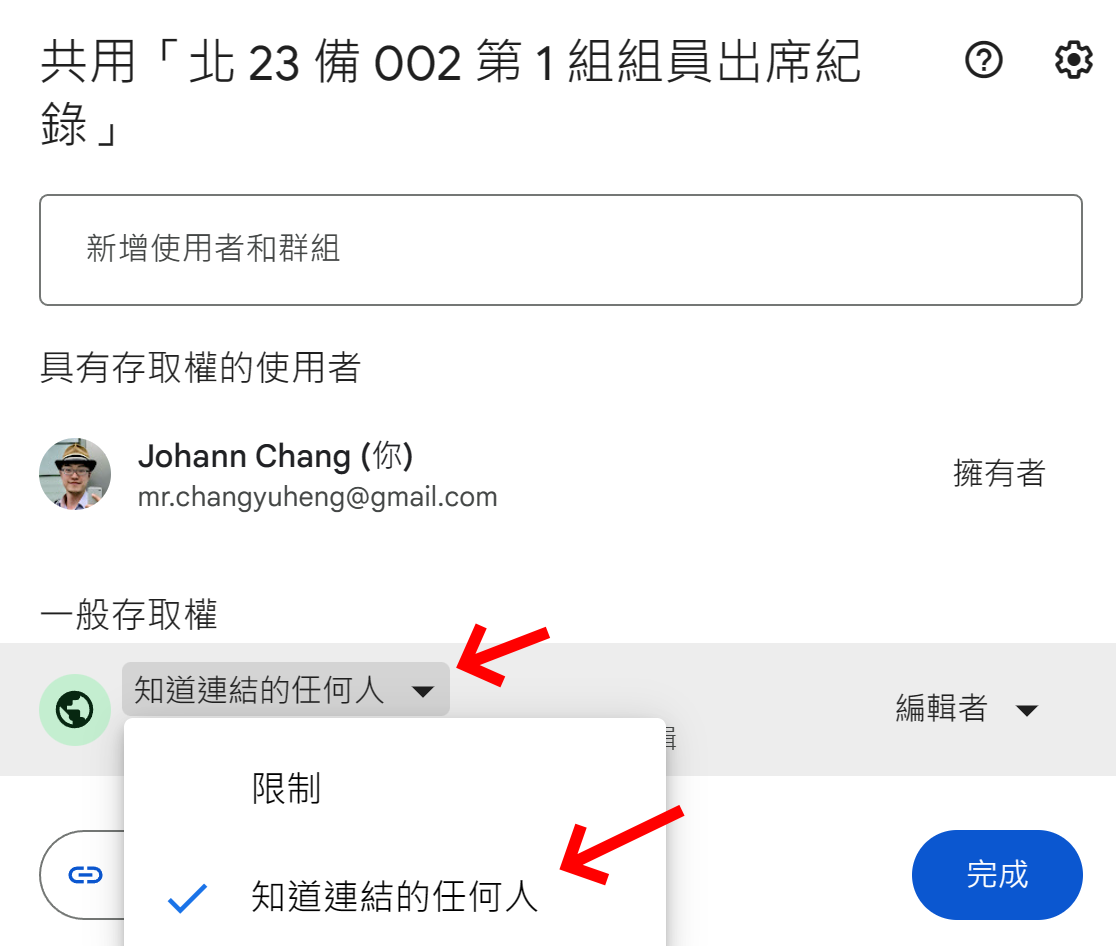 共用「北 23 備 002 第 1 組組員出席紀
錄」
新增使用者和群組
具有存取權的使用者
Johann Chang (你)
mr.changyuheng@gmail.com
擁有者
一般存取權
知道連結的任何人
編輯者
限制
知道連結的任何人
完成